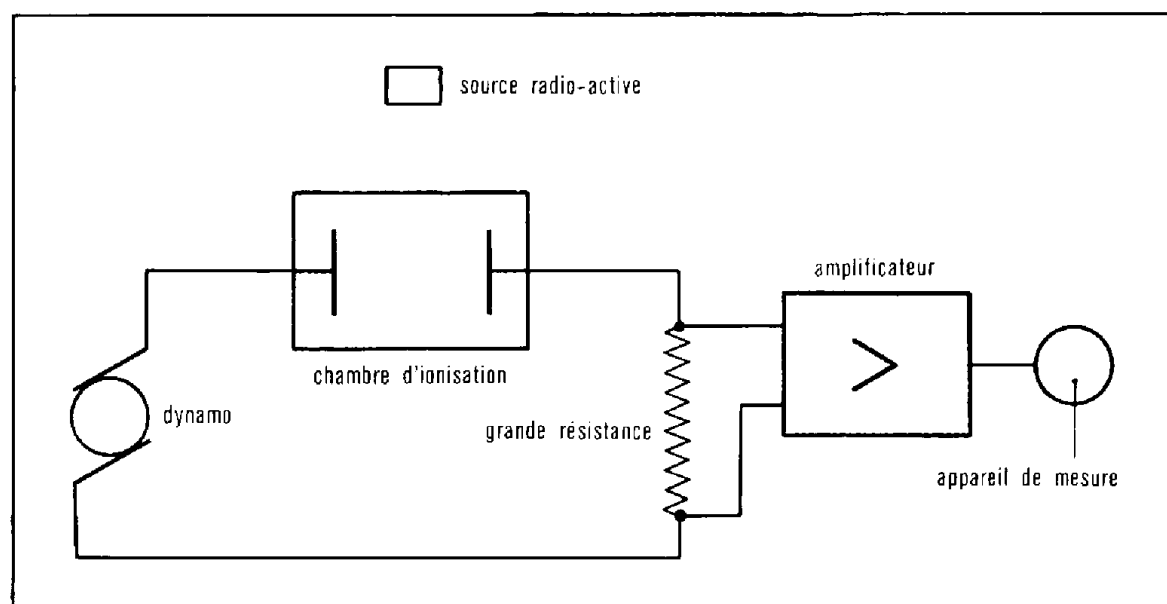 source radio-active
amplificateur
chambre d'ionisation
dynamo
grande résistance
appareil de mesure